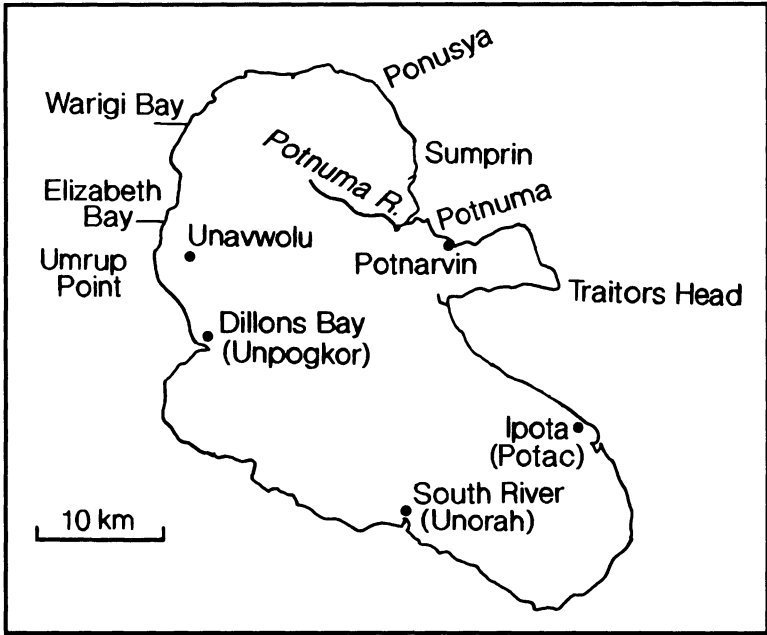 Ponusya
Warigi Bay
Potnuma R.
Sumprin
Elizabeth
Bay
Potnuma
Unavwolu
Umrup
Point
Potnarvin
Traitors Head
Dillons Bay
(Unpogkor)
Ipota
(Potac)
South River
(Unorah)
10 km